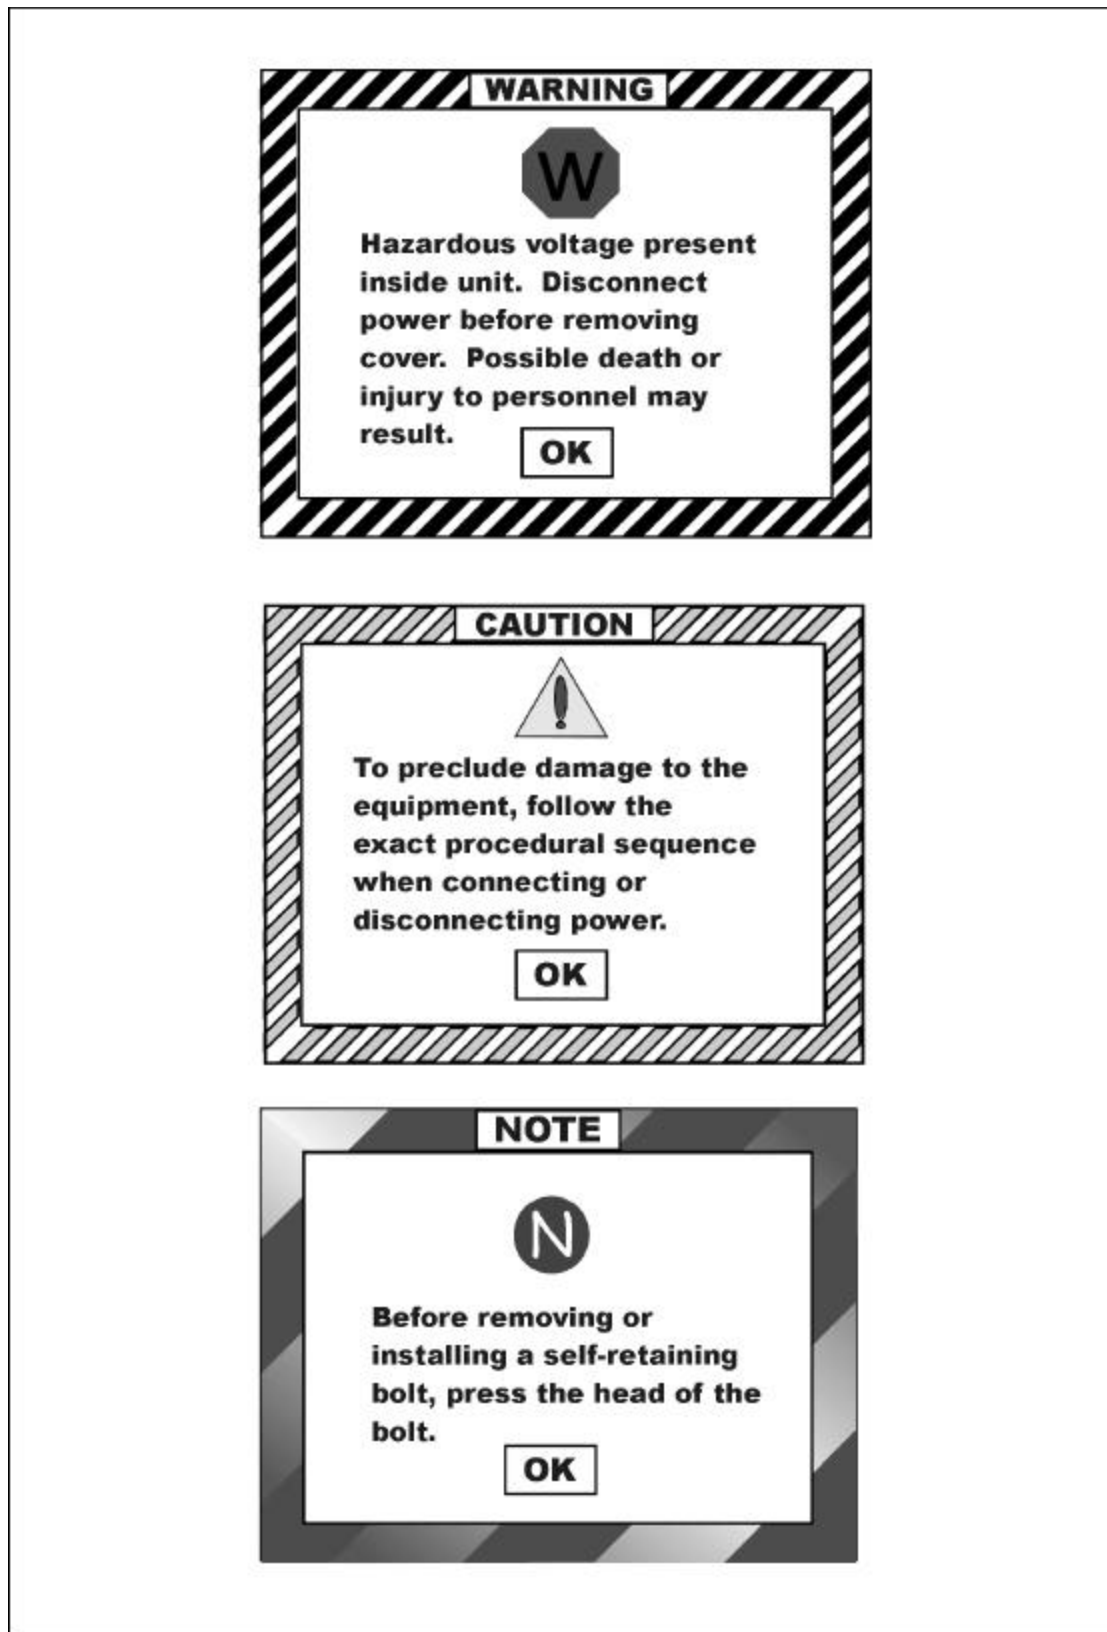 WARNING
W
Hazardous voltage present
inside unit.  Disconnect
power before removing
cover.  Possible death or
injury to personnel may
result.
OK
CAUTION
!
To preclude damage to the
equipment, follow the
exact procedural sequence
when connecting or
disconnecting power.
OK
NOTE
N
Before removing or
installing a self-retaining
bolt, press the head of the
bolt.
OK